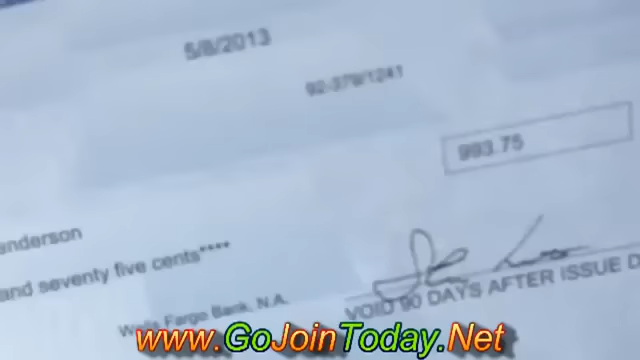 5/8/2013
92-379/1241
993.75
anderson
and seventy five cents****
Wells Fargo Bank, N.A.
VOID 90 DAYS AFTER ISSUE D
www.GoJoinToday.Net